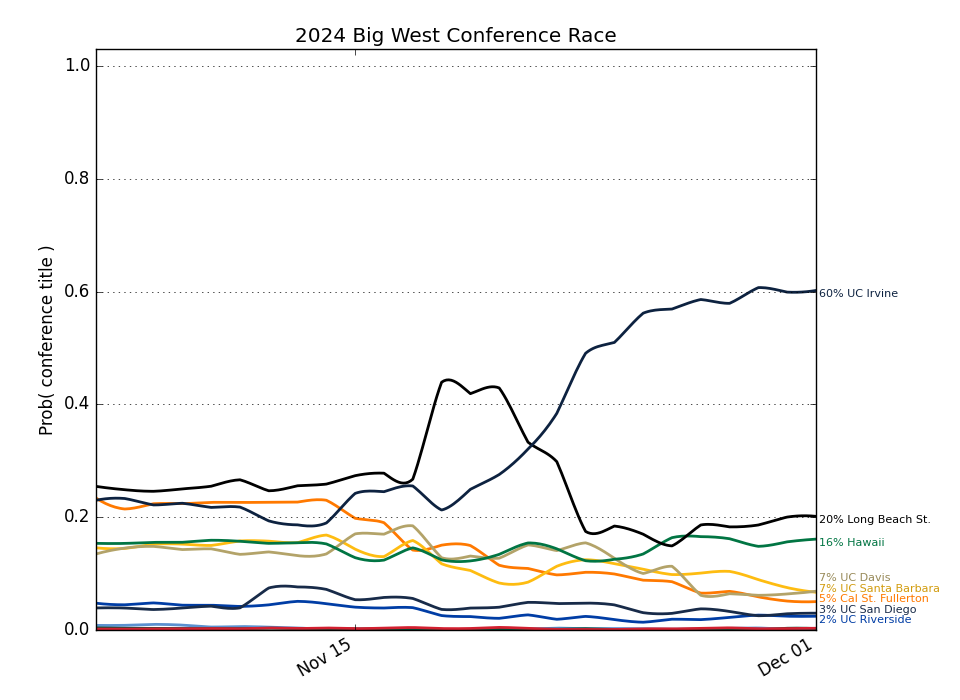 2024 Big West Conference Race
Prob( conference title )
1.0
0.8
0.6
0.4
0.2
0.0
Nov 15
Dec 01
60% UC Irvine
20% Long Beach St.
16% Hawaii
7% UC Davis
7% UC Santa Barbara
5% Cal St. Fullerton
3% UC San Diego
2% UC Riverside